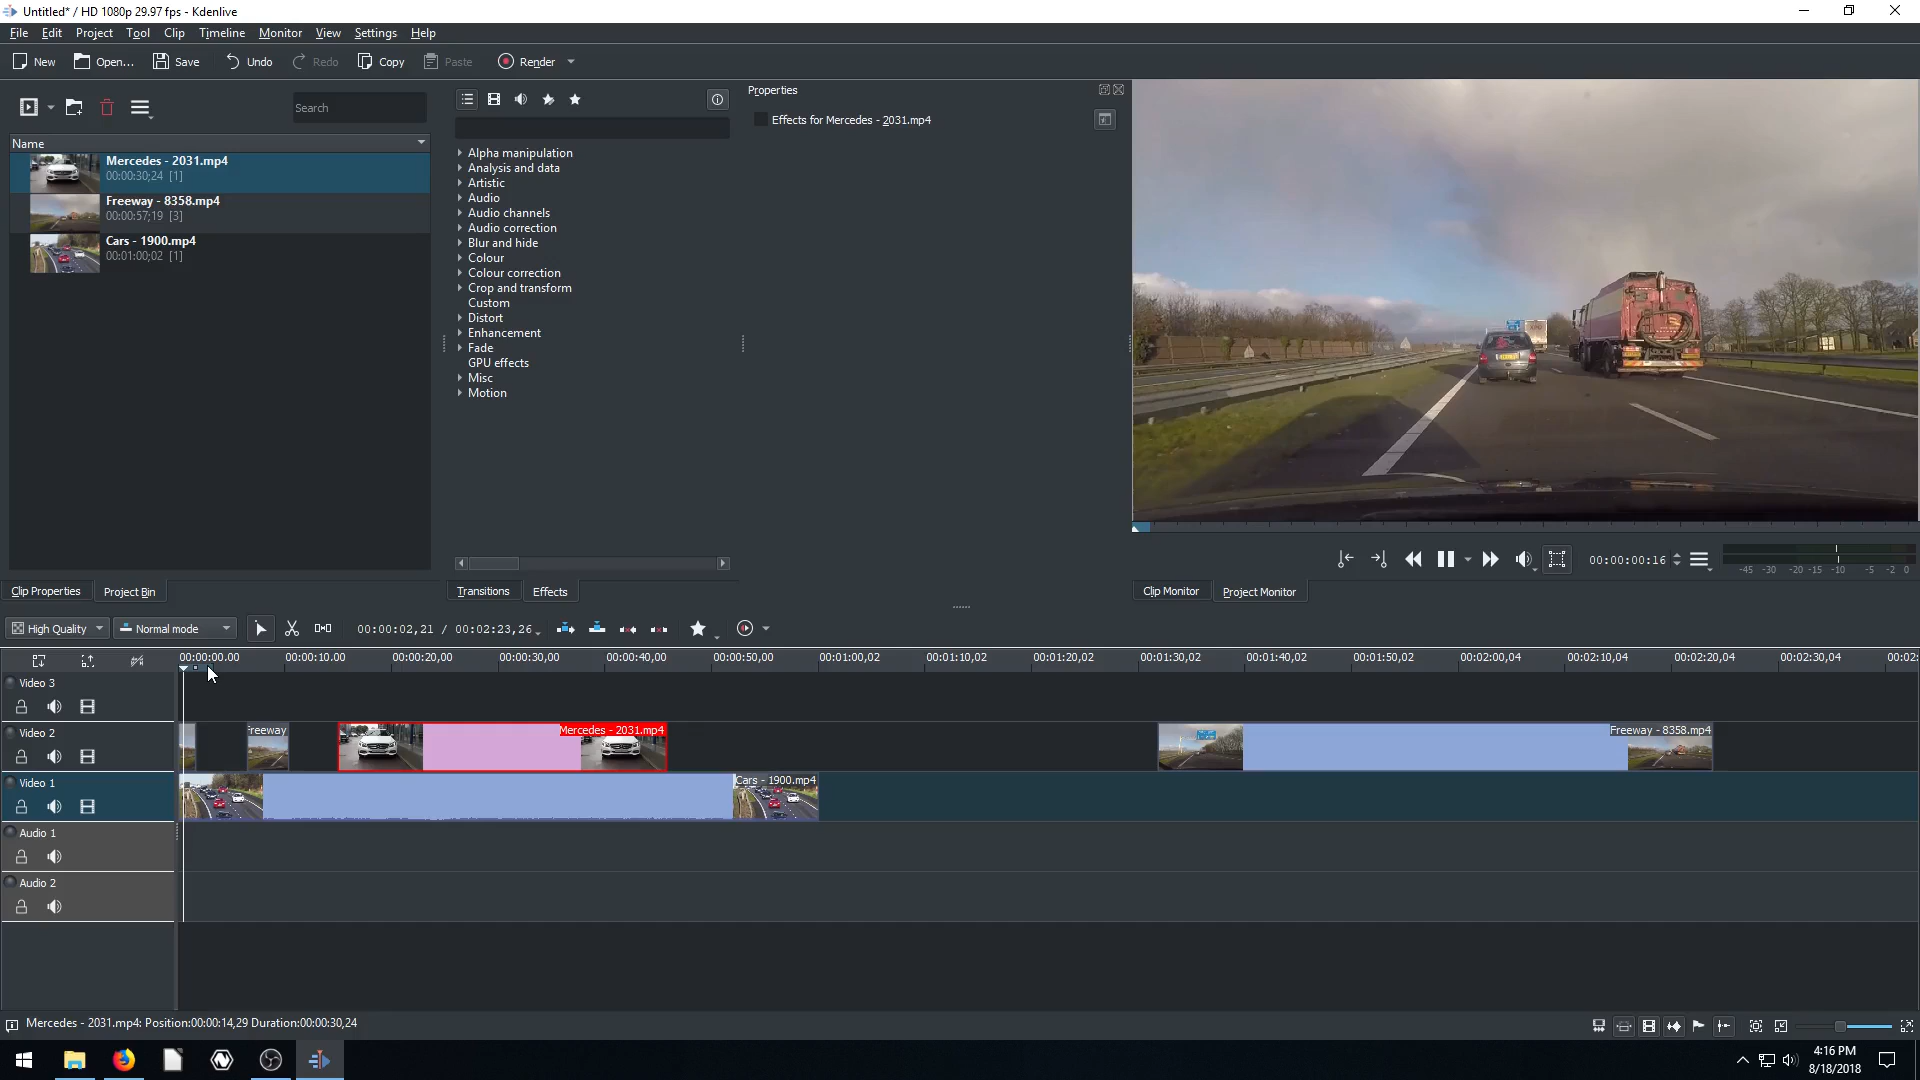 Untitled* / HD 1080p 29.97 fps - Kdenlive
File Edit Project Tool Clip Timeline Monitor View Settings Help
New Open... Save Undo Redo Copy Paste Render
Search
Name
Mercedes - 2031.mp4
00:00:30;24 [1]
Freeway - 8358.mp4
00:00:57;19 [3]
Cars - 1900.mp4
00:01:00;02 [1]
Alpha manipulation
Analysis and data
Artistic
Audio
Audio channels
Audio correction
Blur and hide
Colour
Colour correction
Crop and transform
Custom
Distort
Enhancement
Fade
GPU effects
Misc
Motion
Properties
Effects for Mercedes - 2031.mp4
00:00:00:16
-45 -30 -20 -15 -10 -5 -2 0
Clip Properties Project Bin
Transitions Effects
Clip Monitor Project Monitor
High Quality Normal mode 00:00:02,21 / 00:02:23,26
00:00:00.00 00:00:10.00 00:00:20,00 00:00:30,00 00:00:40,00 00:00:50,00 00:01:00,02 00:01:10,02 00:01:20,02 00:01:30,02 00:01:40,02 00:01:50,02 00:02:00,04 00:02:10,04 00:02:20,04 00:02:30,04 00:02:
Video 3
Video 2
reeway
Mercedes - 2031.mp4
Freeway - 8358.mp4
Video 1
Cars - 1900.mp4
Audio 1
Audio 2
Mercedes - 2031.mp4: Position:00:00:14,29 Duration:00:00:30,24
4:16 PM
8/18/2018